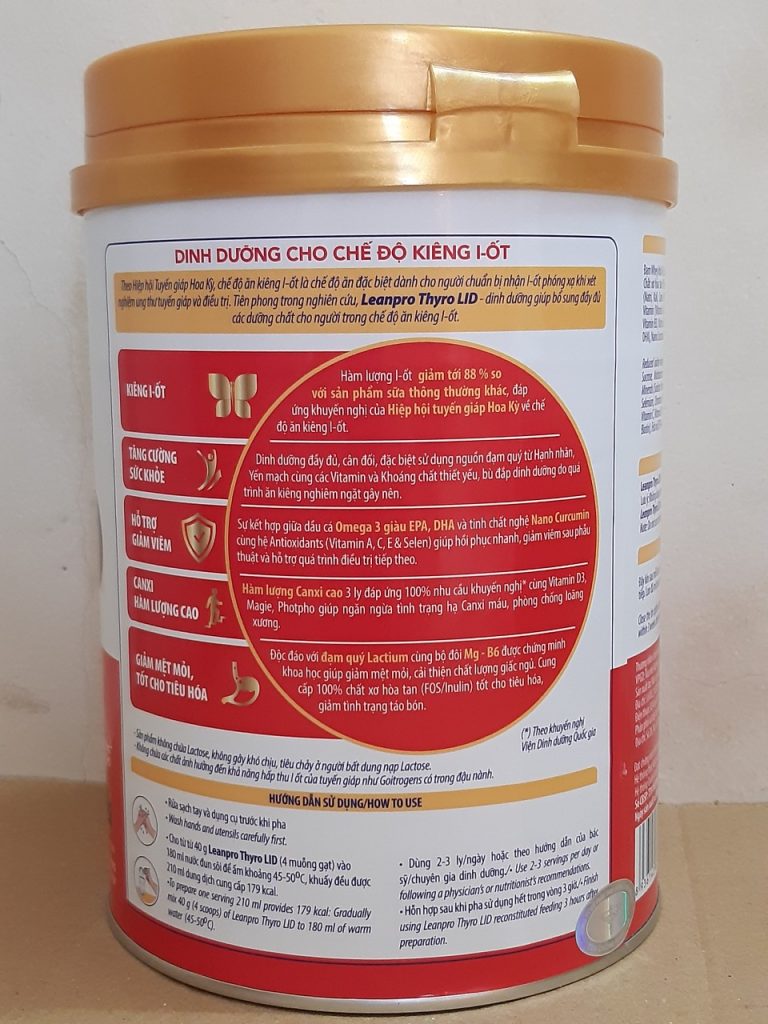 DINH DƯỠNG CHO CHẾ ĐỘ KIÊNG I-ỐT
Theo Hiệp hội Tuyến giáp Hoa Kỳ, chế độ ăn kiêng I-ốt là chế độ ăn đặc biệt dành cho người chuẩn bị nhận I-ốt phóng xạ khi xét
nghiệm ung thư tuyến giáp và điều trị. Tiên phong trong nghiên cứu, Leanpro Thyro LID - dinh dưỡng giúp bổ sung đầy đủ
các dưỡng chất cho người trong chế độ ăn kiêng I-ốt.
KIÊNG I-ỐT
Hàm lượng I-ốt giảm tới 88 % so
với sản phẩm sữa thông thường khác, đáp
ứng khuyến nghị của Hiệp hội tuyến giáp Hoa Kỳ về chế
độ ăn I-ốt.
TĂNG CƯỜNG
SỨC KHỎE
Dinh dưỡng đầy đủ, cân đối, đặc biệt sử dụng nguồn đạm quý từ Hạnh nhân,
Yến mạch cùng các Vitamin và Khoáng chất thiết yếu, bù đắp dinh dưỡng do quá
trình ăn kiêng nghiêm ngặt gây nên.
HỖ TRỢ
GIẢM VIÊM
Sự kết hợp giữa dầu cá Omega 3 giàu EPA, DHA và tinh chất nghệ Nano Curcumin
cùng hệ Antioxidants (Vitamin A, C, E & Selen) giúp hồi phục nhanh, giảm viêm sau phẫu
thuật và hỗ trợ quá trình điều trị tiếp theo.
CANXI
HÀM LƯỢNG CAO
Hàm lượng Canxi cao 3 ly đáp ứng 100% nhu cầu khuyến nghị* cùng Vitamin D3,
Magie, Photpho giúp ngăn ngừa tình trạng hạ Canxi máu, phòng chống loãng
xương.
GIẢM MỆT MỎI,
TỐT CHO TIÊU HÓA
Độc đáo với đạm quý Lactium cùng bộ đôi Mg - B6 được chứng minh
khoa học giúp giảm mệt mỏi, cải thiện chất lượng giấc ngủ. Cung
cấp 100% chất xơ hòa tan (FOS/Inulin) tốt cho tiêu hóa,
giảm tình trạng táo bón.
(*) Theo khuyến nghị
Viện Dinh dưỡng Quốc gia
- Sản phẩm không chứa Lactose, không gây khó chịu, tiêu chảy ở người bất dung nạp Lactose.
- Không chứa các chất ảnh hưởng đến khả năng hấp thu I ốt của tuyến giáp như Goitrogens có trong đậu nành.
HƯỚNG DẪN SỬ DỤNG/HOW TO USE
• Rửa sạch tay và dụng cụ trước khi pha
• Wash hands and utensils carefully first.
• Cho từ từ 40 g Leanpro Thyro LID (4 muỗng gạt) vào
180 ml nước đun sôi để ấm khoảng 45-50⁰C, khuấy đều được
210 ml dung dịch cung cấp 179 kcal.
• To prepare one serving 210 ml provides 179 kcal: Gradually
mix 40 g (4 scoops) of Leanpro Thyro LID to 180 ml of warm
water (45-50⁰C).
• Dùng 2-3 ly/ngày hoặc theo hướng dẫn của bác
sỹ/chuyên gia dinh dưỡng./• Use 2-3 servings per day or
following a physician's or nutritionist's recommendations.
• Hỗn hợp sau khi pha sử dụng hết trong vòng 3 giờ./• Finish
using Leanpro Thyro LID reconstituted feeding 3 hours after
preparation.